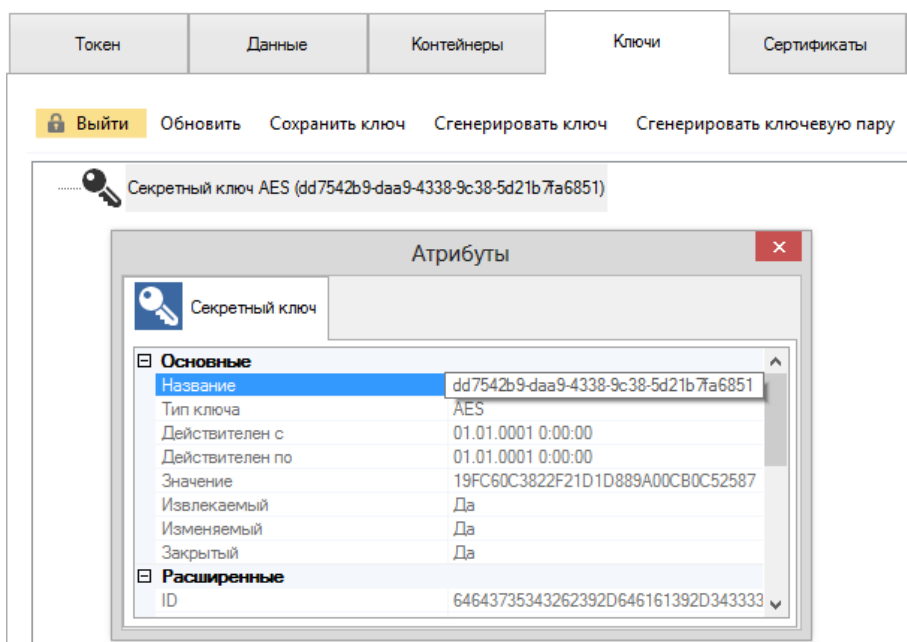 Токен Данные Контейнеры Ключи Сертификаты
Выйти Обновить Сохранить ключ Сгенерировать ключ Сгенерировать ключевую пару
Секретный ключ AES (dd7542b9-daa9-4338-9c38-5d21b7fa6851)
Атрибуты
Секретный ключ
Основные
Название dd7542b9-daa9-4338-9c38-5d21b7fa6851
Тип ключа AES
Действителен с 01.01.0001 0:00:00
Действителен по 01.01.0001 0:00:00
Значение 19FC60C3822F21D1D889A00CB0C52587
Извлекаемый Да
Изменяемый Да
Закрытый Да
Расширенные
ID 64643735343262392D646161392D343333